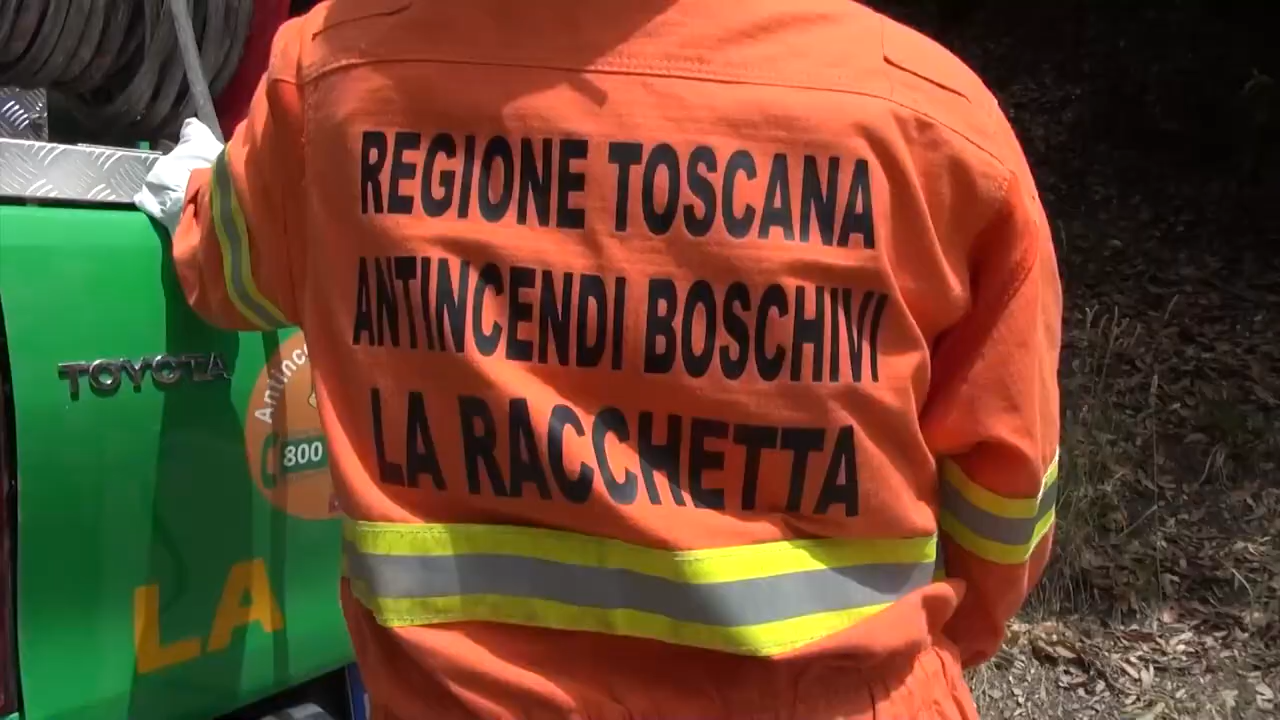 REGIONE TOSCANA
ANTINCENDI BOSCHIVI
LA RACCHETTA
TOYOTA
800
LA